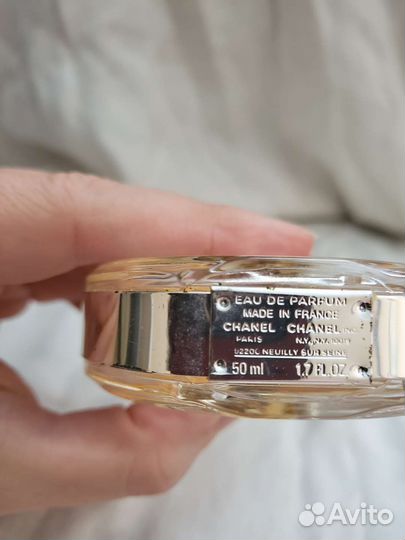 EAU DE PARFUM
MADE IN FRANCE
CHANEL CHANEL INC
PARIS N.Y.N.Y.10019
92200 NEUILLY SUR SEINE
50 ml 1.7 FL.OZ
Avito